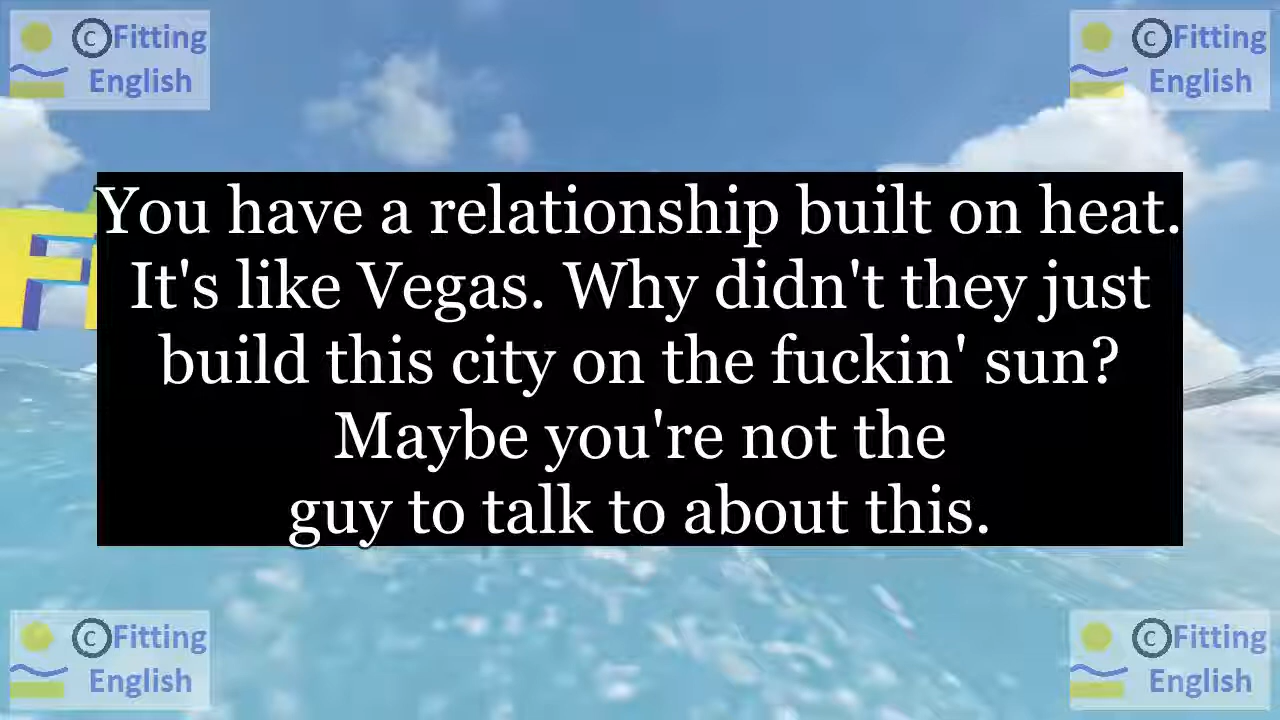 ©Fitting
English
©Fitting
English
You have a relationship built on heat.
It's like Vegas. Why didn't they just
build this city on the fuckin' sun?
Maybe you're not the
guy to talk to about this.
©Fitting
English
©Fitting
English